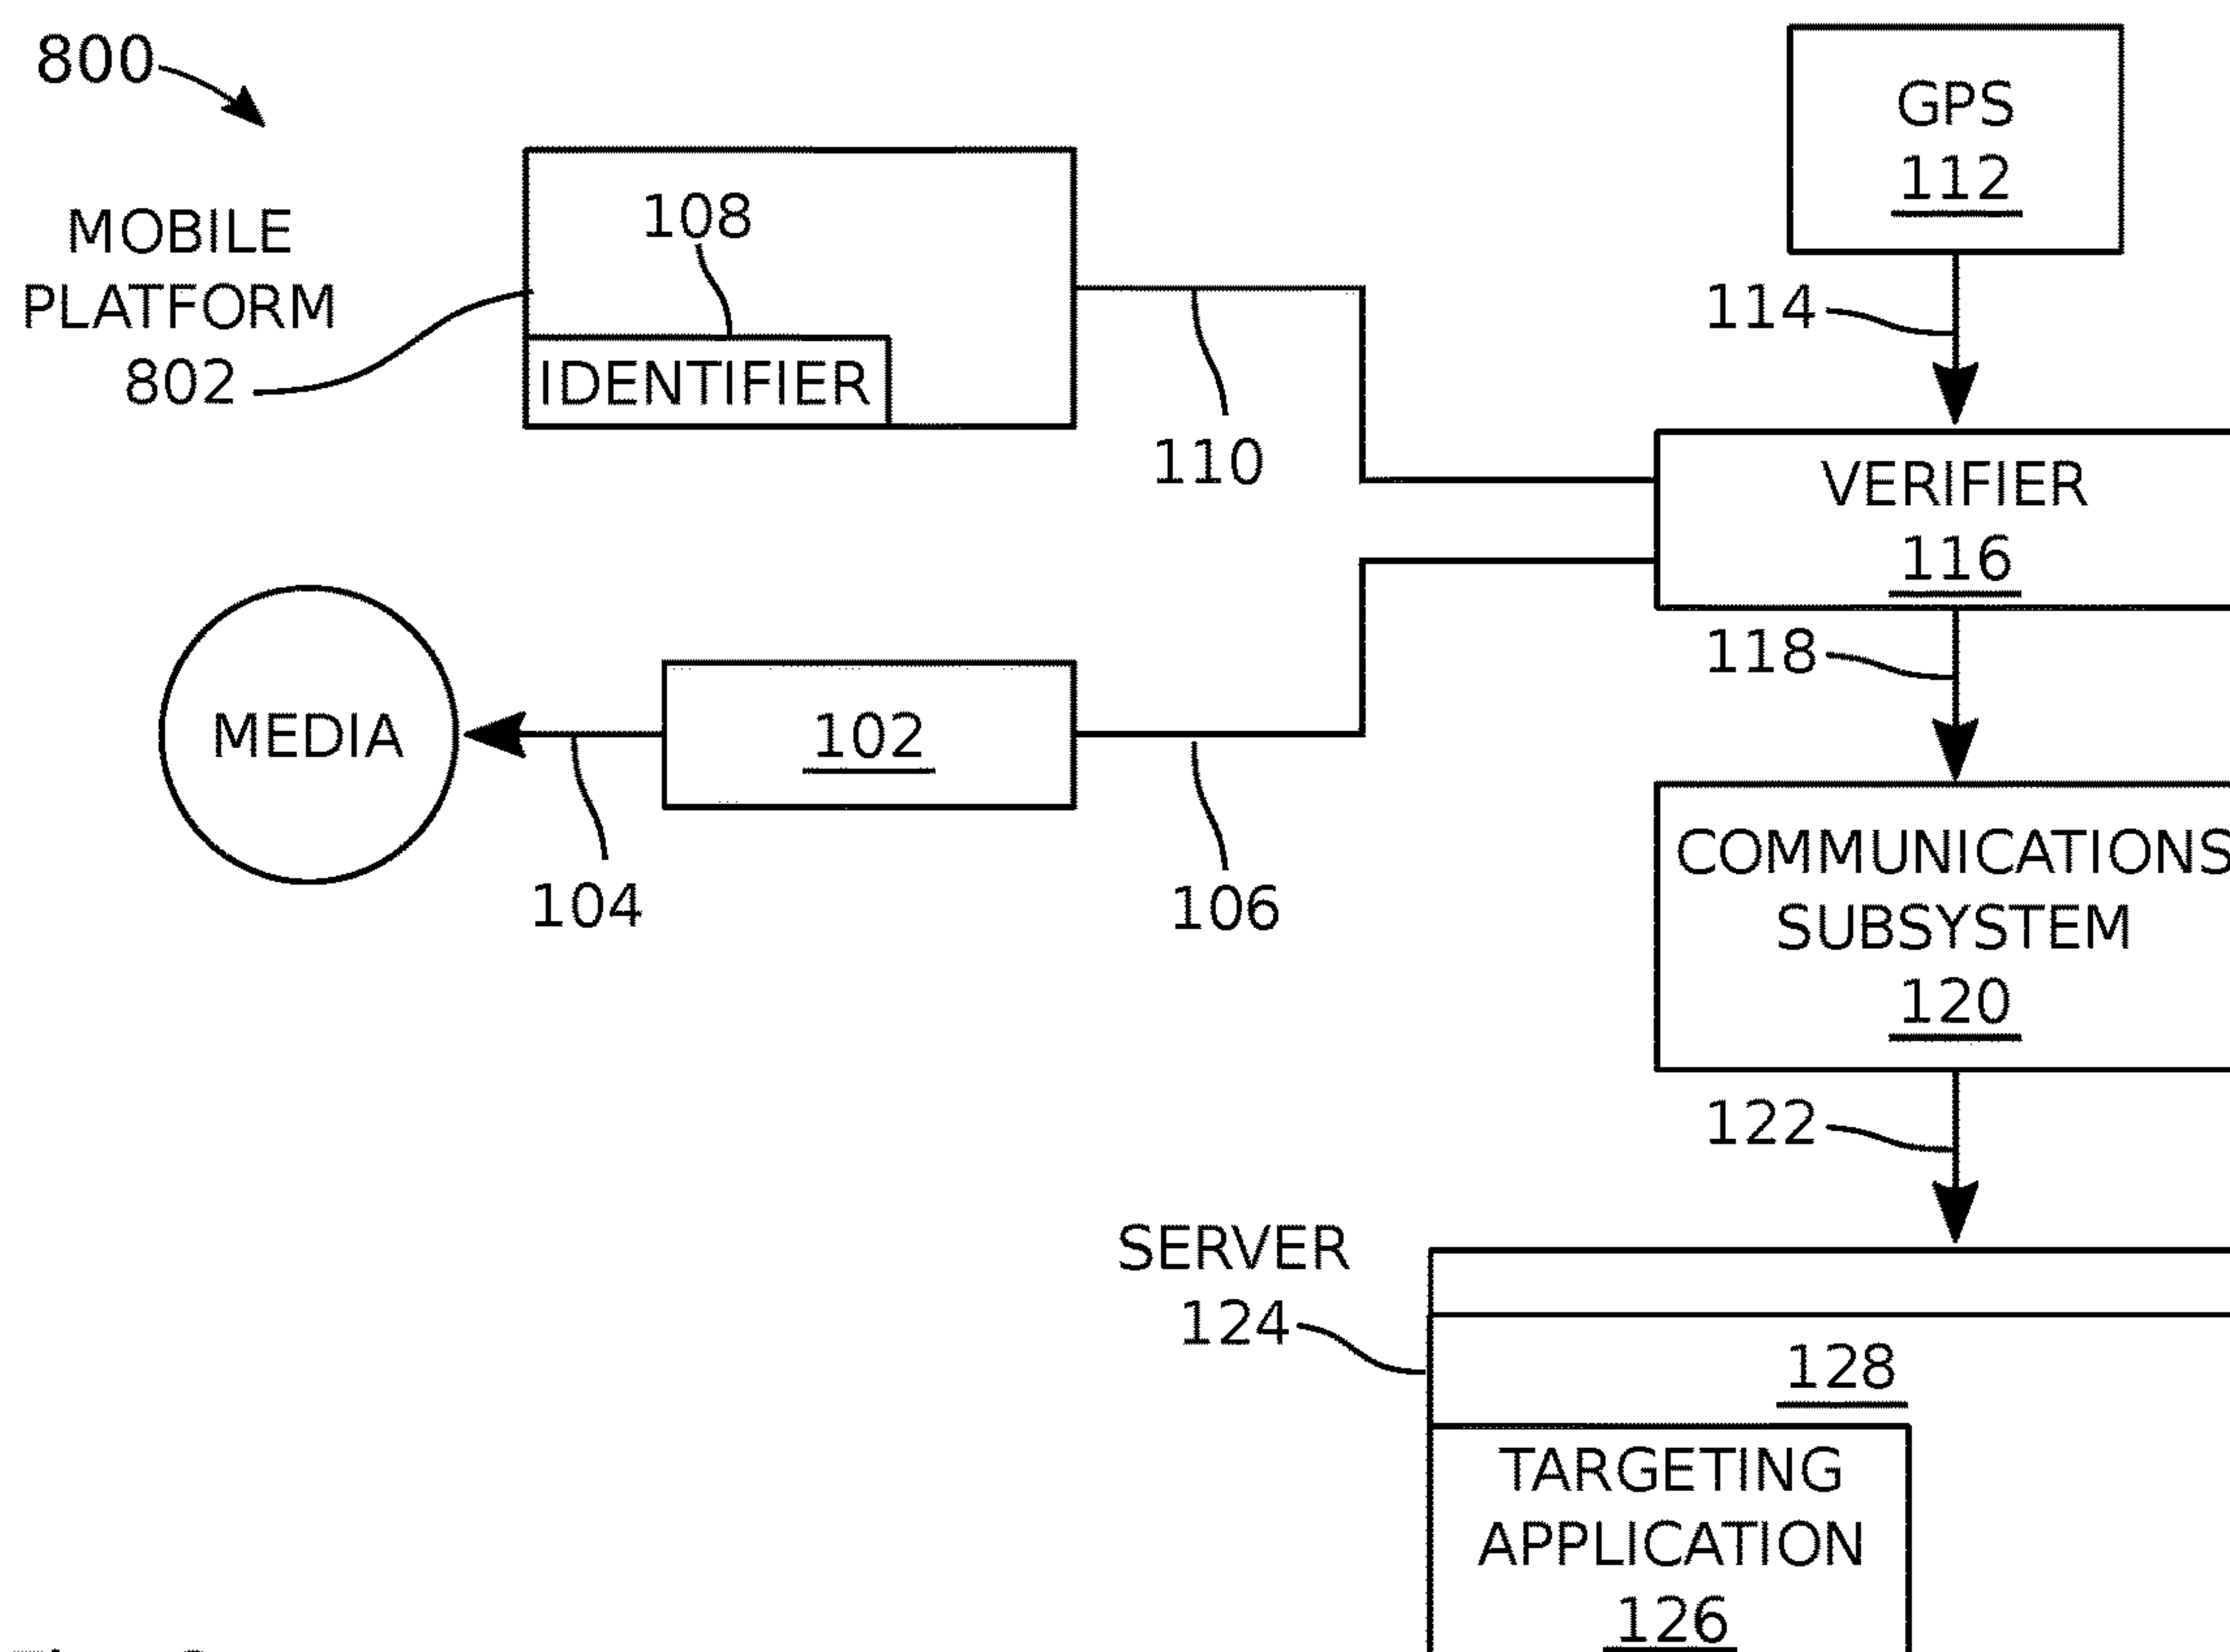 800
MOBILE
PLATFORM
802
108
IDENTIFIER
110
GPS
112
114
VERIFIER
116
118
MEDIA
104
102
106
COMMUNICATIONS
SUBSYSTEM
120
122
SERVER
124
128
TARGETING
APPLICATION
126